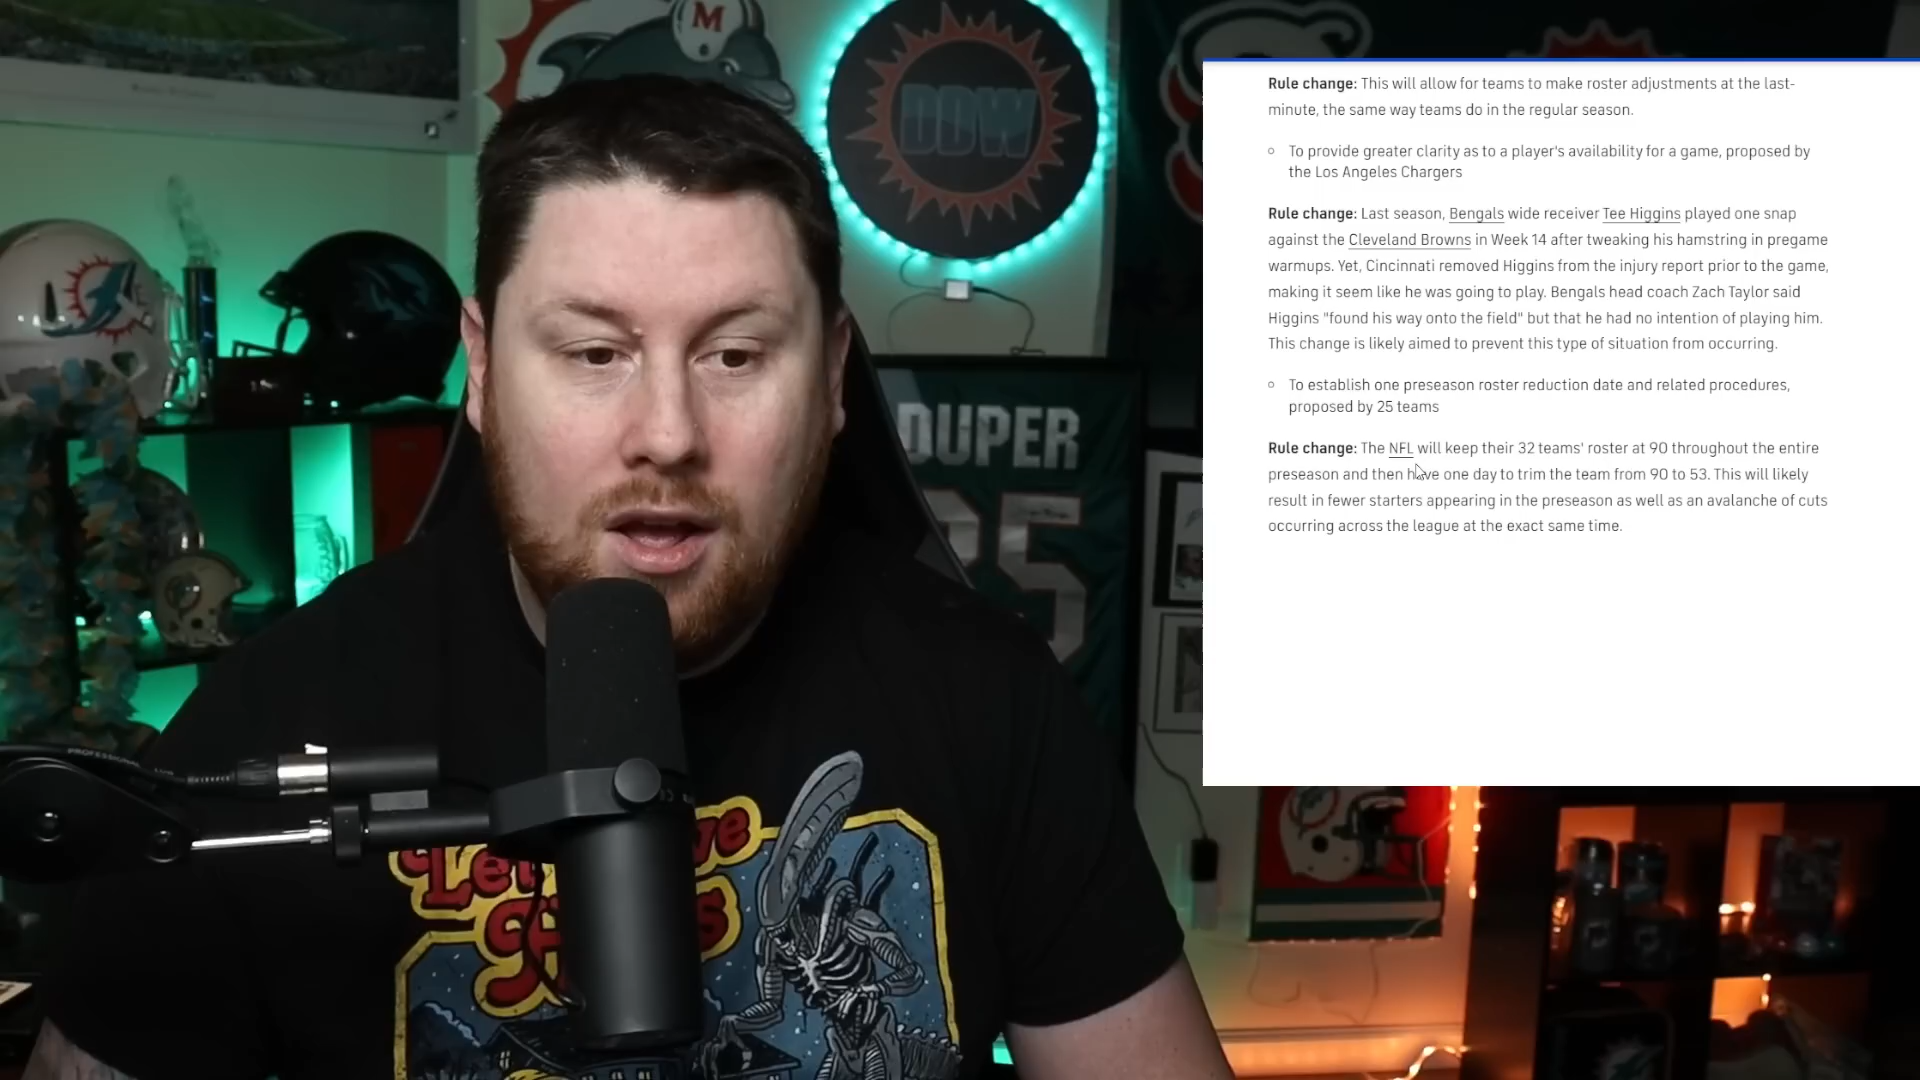 M
DDW
DUPER
85
PROFESSIONAL
Rule change: This will allow for teams to make roster adjustments at the last-
minute, the same way teams do in the regular season.
To provide greater clarity as to a player's availability for a game, proposed by
the Los Angeles Chargers
Rule change: Last season, Bengals wide receiver Tee Higgins played one snap
against the Cleveland Browns in Week 14 after tweaking his hamstring in pregame
warmups. Yet, Cincinnati removed Higgins from the injury report prior to the game,
making it seem like he was going to play. Bengals head coach Zach Taylor said
Higgins "found his way onto the field" but that he had no intention of playing him.
This change is likely aimed to prevent this type of situation from occurring.
To establish one preseason roster reduction date and related procedures,
proposed by 25 teams
Rule change: The NFL will keep their 32 teams' roster at 90 throughout the entire
preseason and then have one day to trim the team from 90 to 53. This will likely
result in fewer starters appearing in the preseason as well as an avalanche of cuts
occurring across the league at the exact same time.